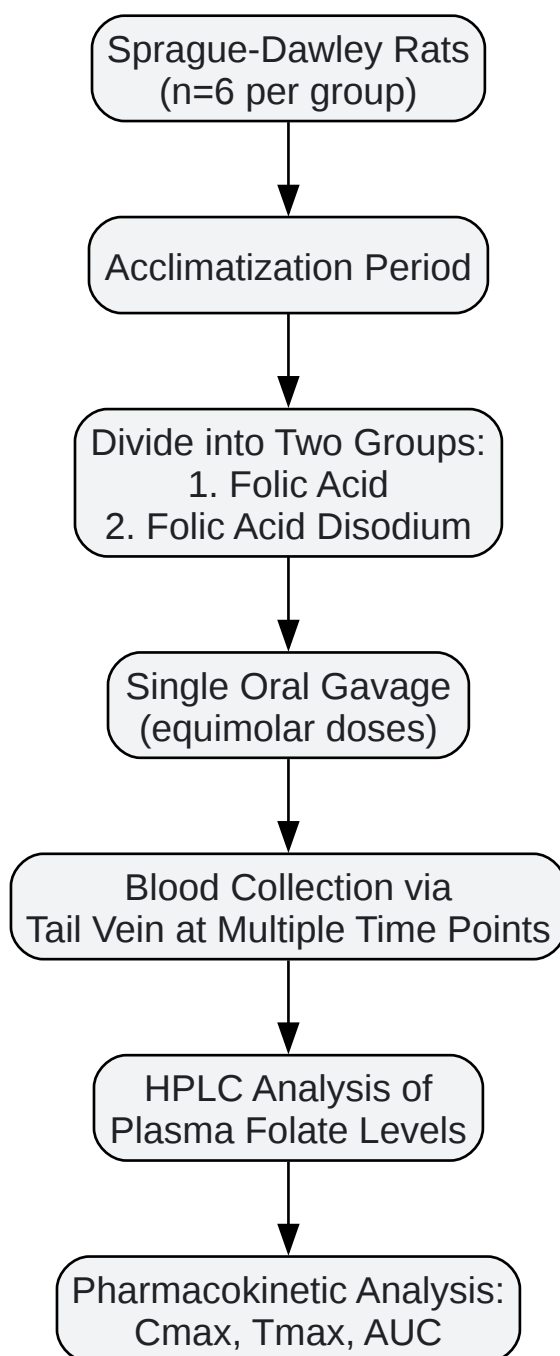 Sprague-Dawley Rats
(n=6 per group)
Acclimatization Period
Divide into Two Groups:
1. Folic Acid
2. Folic Acid Disodium
Single Oral Gavage
(equimolar doses)
Blood Collection via
Tail Vein at Multiple Time Points
HPLC Analysis of
Plasma Folate Levels
Pharmacokinetic Analysis:
Cmax, Tmax, AUC